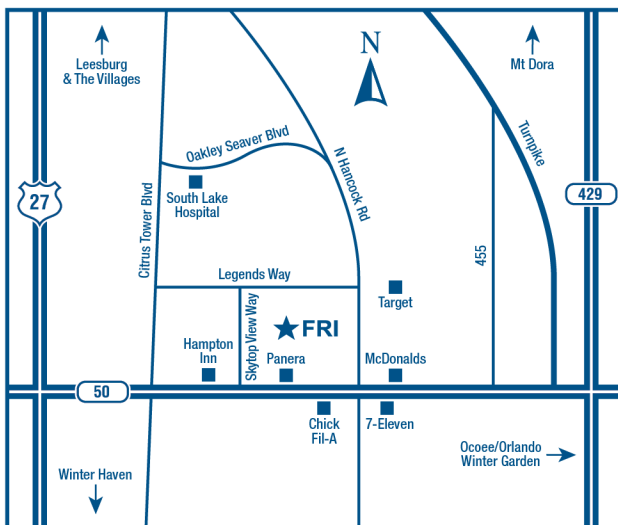 N
Leesburg
& The Villages
Mt Dora
Turnpike
Oakley Seaver Blvd
N Hancock Rd
27
South Lake
Hospital
429
Citrus Tower Blvd
455
Legends Way
Target
Skytop View Way
FRI
Hampton
Inn
Panera
McDonalds
50
Chick
Fil-A
7-Eleven
Ocoee/Orlando
Winter Garden
Winter Haven